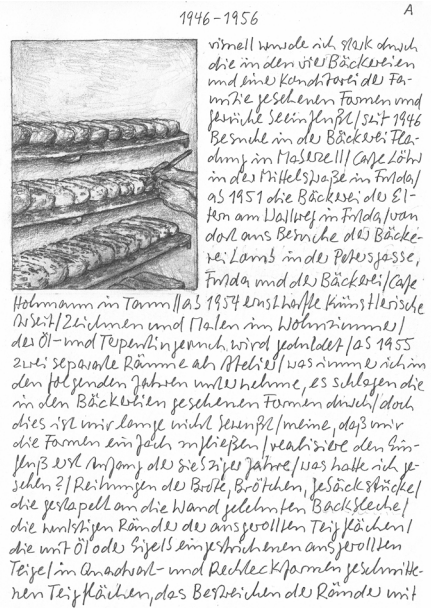 1946-1956
A
visuell wurde ich stark durch
die in den vier Bäckereien
und einer Konditorei der Fa-
milie gesehenen Formen und
Gerüche beeinflußt/seit 1946
Besuche in der Bäckerei Flei
dung im Maberzell/Cafe Löhr
in der Mittelstraße in Fulda/
ab 1951 die Bäckerei der El-
tern am Wallweg in Fulda/von
dort aus Besuche der Bäcke-
rei Lamb in der Petersgasse,
Fulda und der Bäckerei/Cafe
Hohmann in Tann//ab 1954 ernsthafte künstlerische
Arbeit/Zeichnen und Malen im Wohnzimmer/
der Öl- und Terpentingeruch wird geduldet/ab 1955
zwei separate Räume als Atelier/was immer ich in
den folgenden Jahren unternehme, es schlagen die
in den Bäckereien gesehenen Formen durch/doch
dies ist mir lange nicht bewußt/meine, daß mir
die Formen einfach zufließen/realisiere den Ein-
fluß erst Anfang der siebziger Jahre/was hatte ich ge-
sehen?/Reihungen der Brote, Brötchen, Gebäckstücke/
die gestapelt an die Wand gelehnten Backbleche/
die wulstigen Ränder der ausgerollten Teigflächen/
die mit Öl oder Eigelb eingestrichenen ausgerollten
Teige/in Quadrat- und Rechteckformen geschnitte-
nen Teigflächen, das Bestreichen der Ränder mit